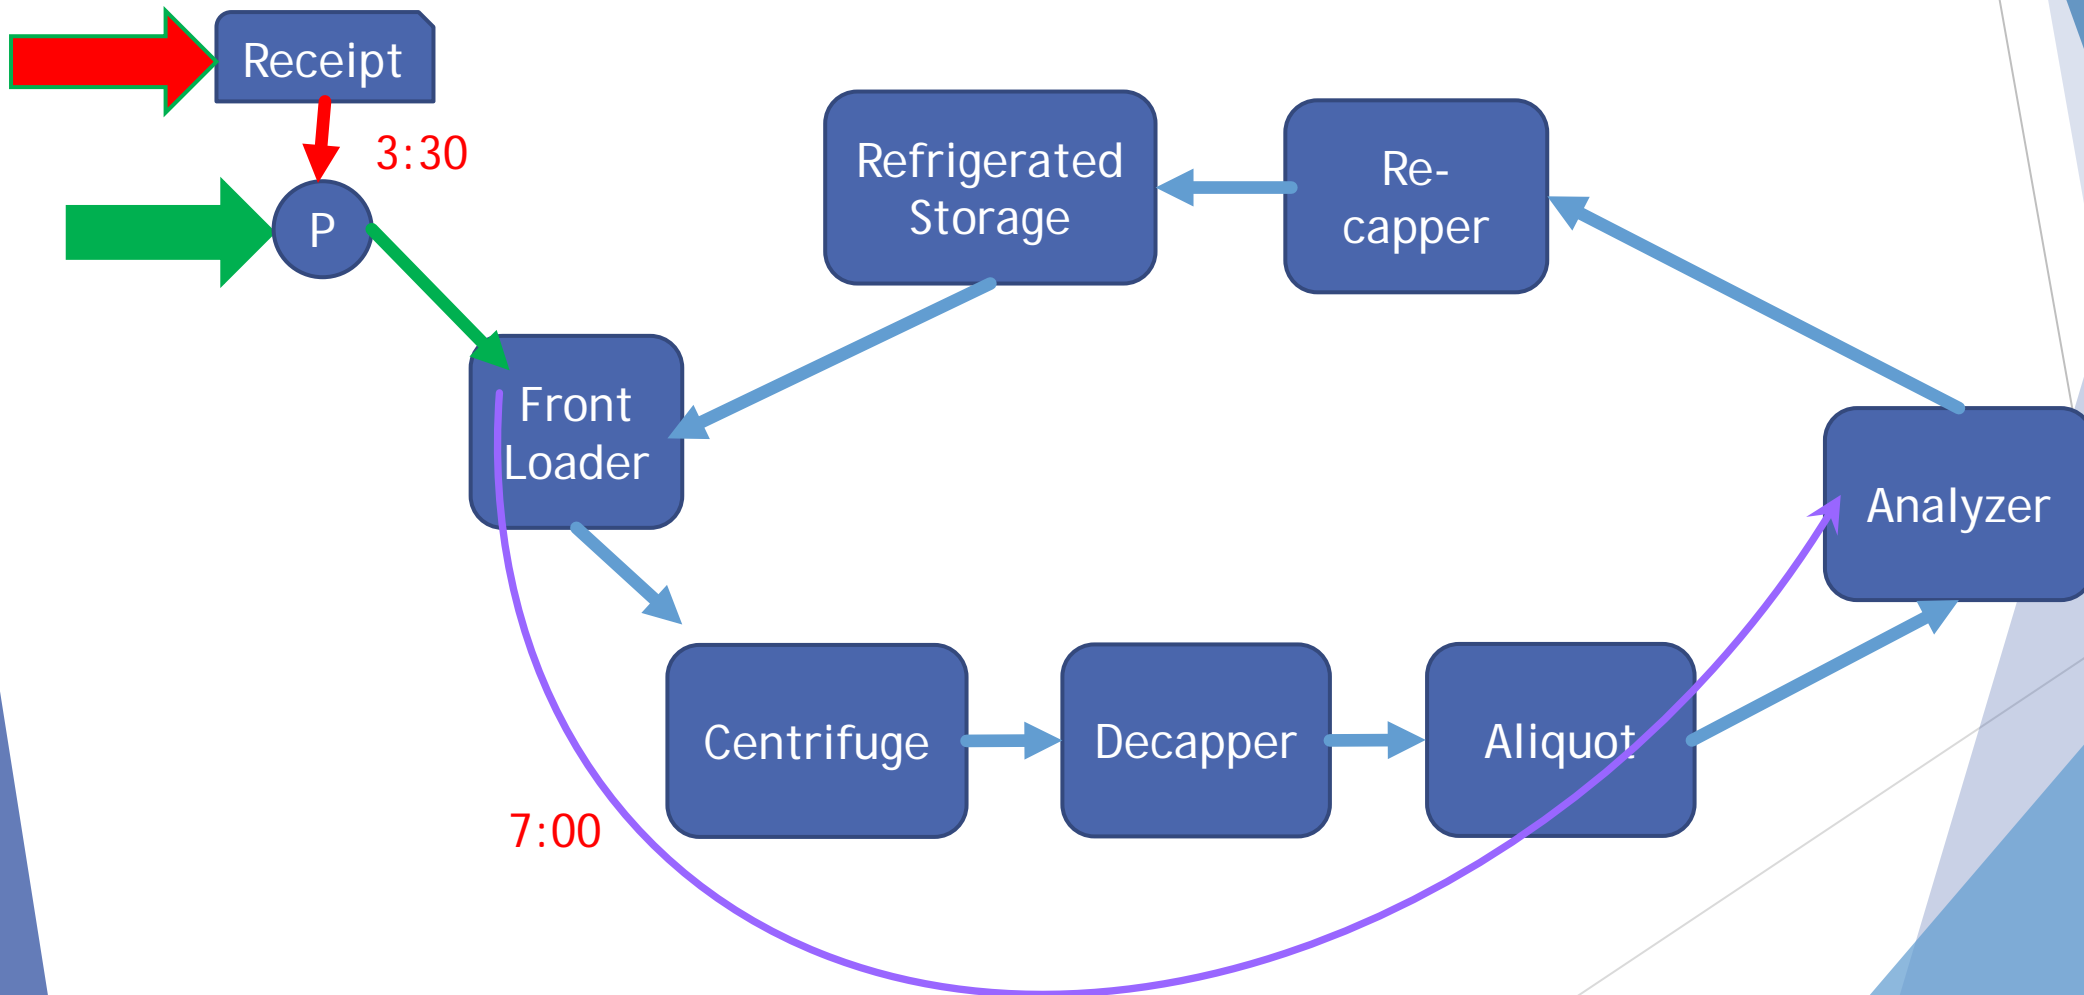 Receipt
3:30
P
Refrigerated
Storage
Re-
capper
Front
Loader
Analyzer
Centrifuge
Decapper
Aliquot
7:00